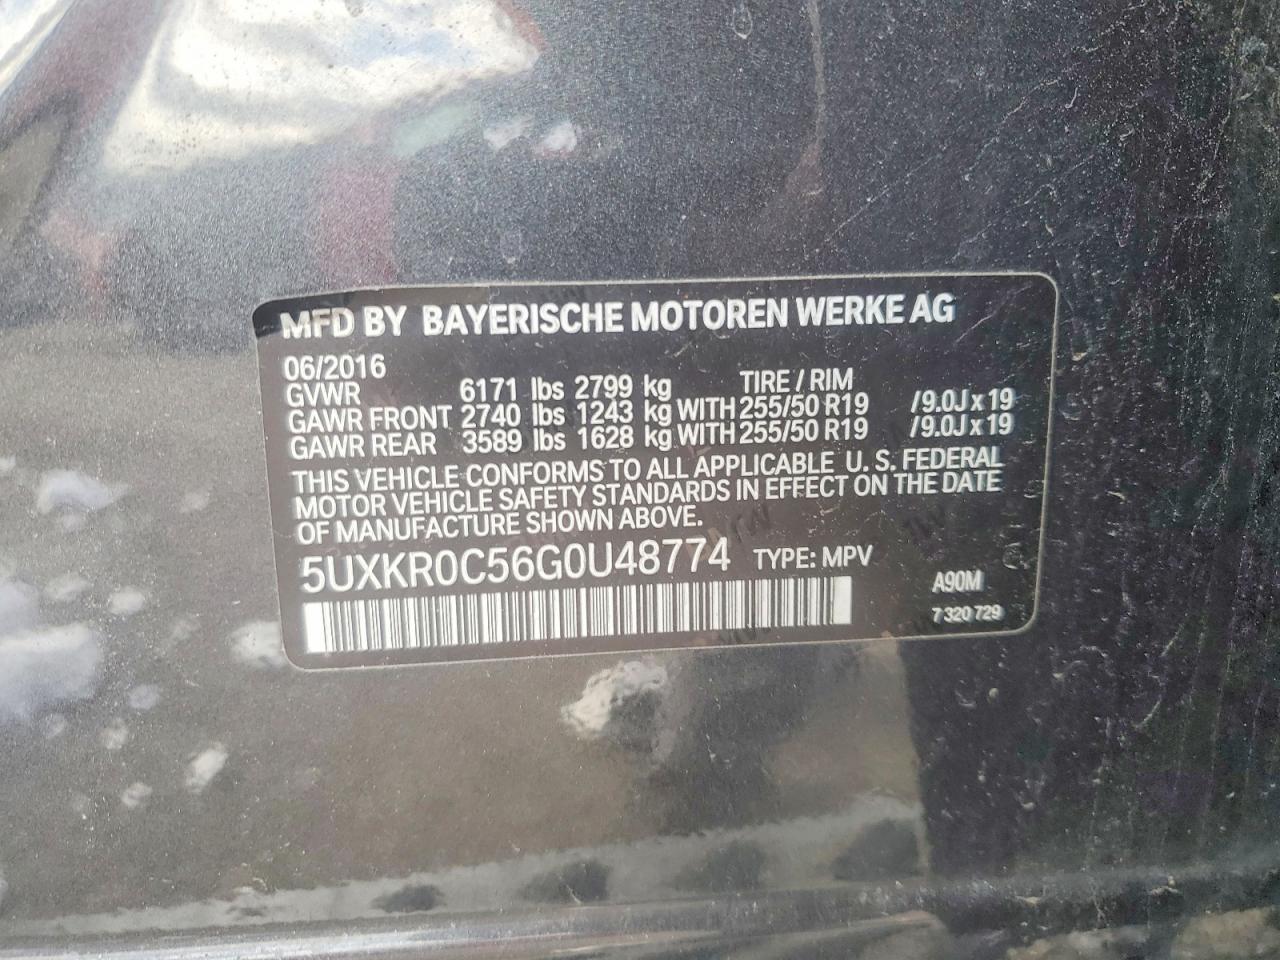 MFD BY BAYERISCHE MOTOREN WERKE AG
06/2016
TIRE / RIM
GVWR 6171 lbs 2799 kg
GAWR FRONT 2740 lbs 1243 kg WITH 255/50 R19 /9.0J x 19
GAWR REAR 3589 lbs 1628 kg WITH 255/50 R19 /9.0J x 19
THIS VEHICLE CONFORMS TO ALL APPLICABLE U. S. FEDERAL
MOTOR VEHICLE SAFETY STANDARDS IN EFFECT ON THE DATE
OF MANUFACTURE SHOWN ABOVE.
5UXKR0C56G0U48774 TYPE: MPV
A90M
7 320 729